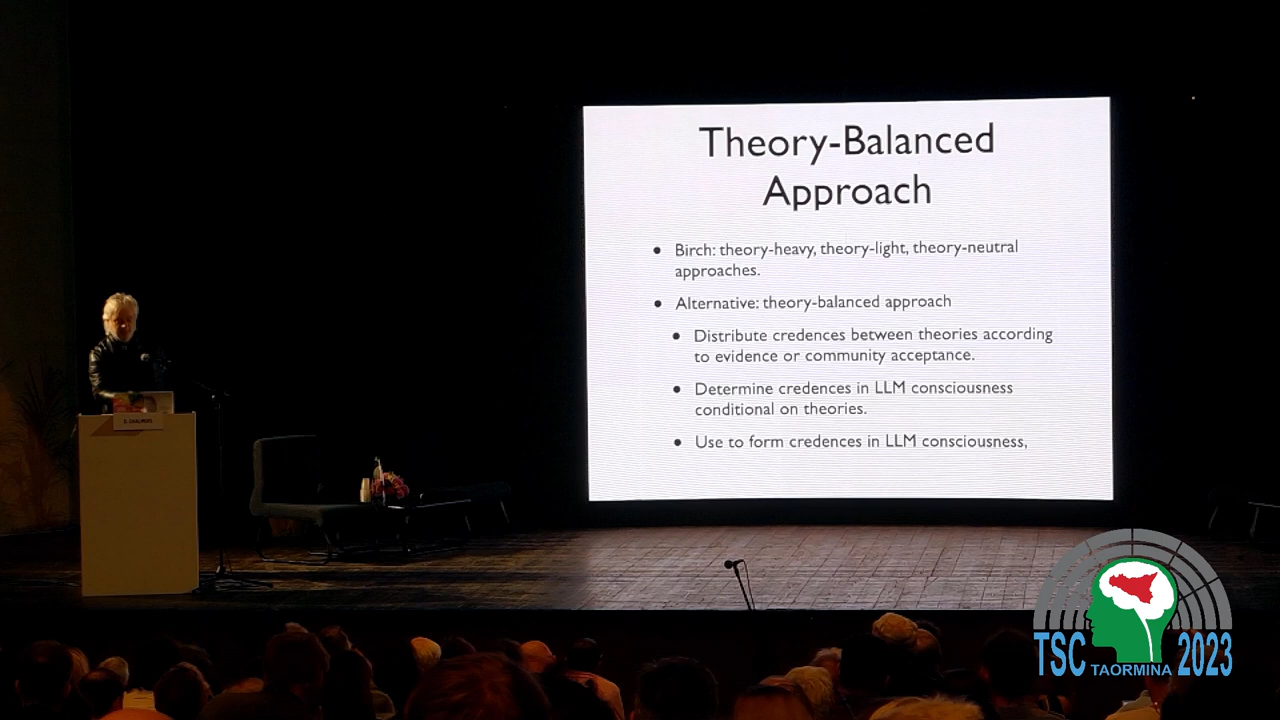 Theory-Balanced
Approach
● Birch: theory-heavy, theory-light, theory-neutral
approaches.
● Alternative: theory-balanced approach
● Distribute credences between theories according
to evidence or community acceptance.
● Determine credences in LLM consciousness
conditional on theories.
● Use to form credences in LLM consciousness,
D. CHALMERS
TSC TAORMINA 2023